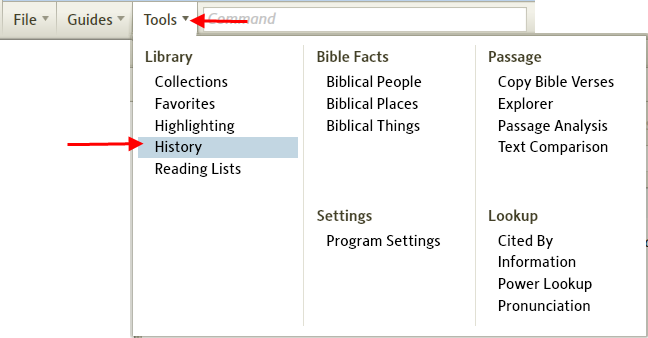 File Guides Tools Command
Library
Collections
Favorites
Highlighting
History
Reading Lists
Bible Facts
Biblical People
Biblical Places
Biblical Things
Settings
Program Settings
Passage
Copy Bible Verses
Explorer
Passage Analysis
Text Comparison
Lookup
Cited By
Information
Power Lookup
Pronunciation